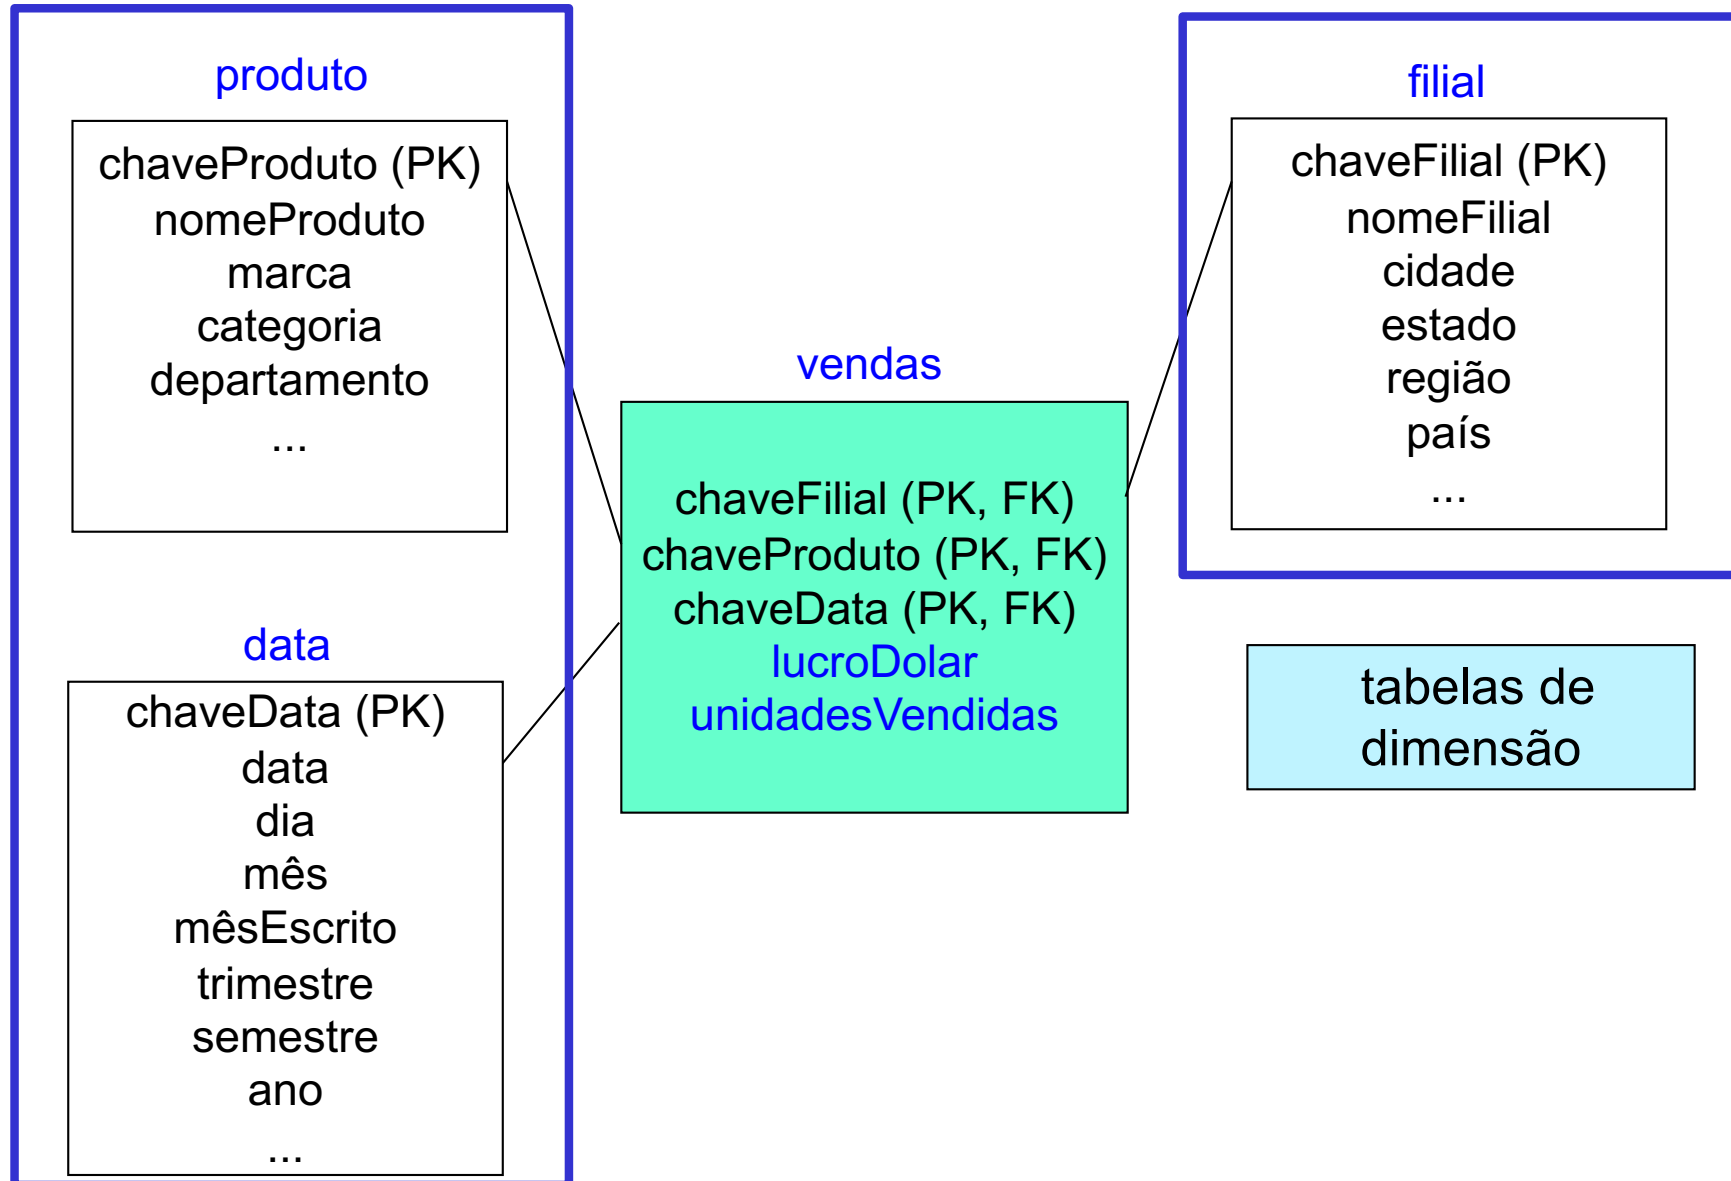 produto
chaveProduto (PK)
nomeProduto
marca
categoria
departamento
...
data
chaveData (PK)
data
dia
mês
mêsEscrito
trimestre
semestre
ano
...
vendas
chaveFilial (PK, FK)
chaveProduto (PK, FK)
chaveData (PK, FK)
lucroDolar
unidadesVendidas
filial
chaveFilial (PK)
nomeFilial
cidade
estado
região
país
...
tabelas de
dimensão